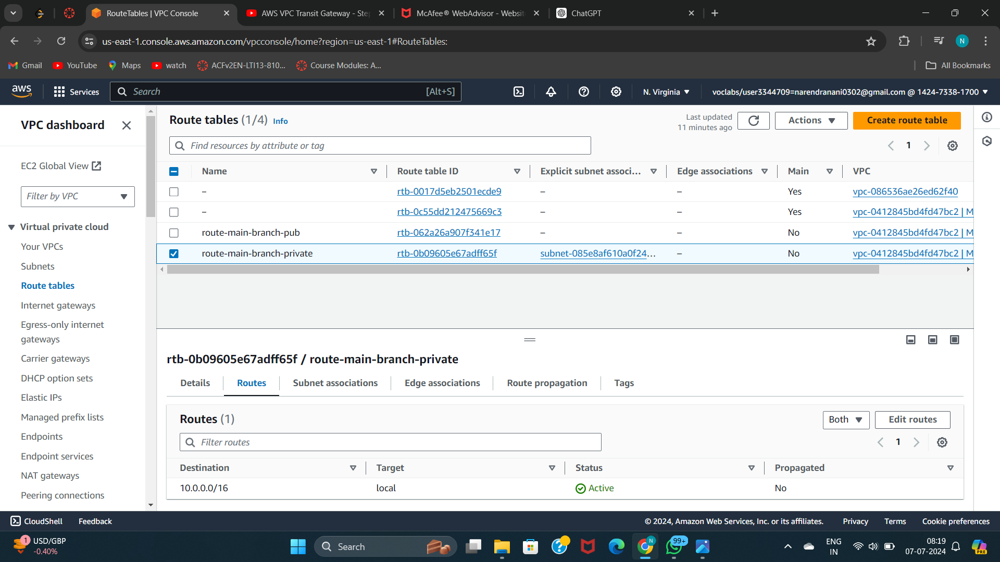 RouteTables | VPC Console
AWS VPC Transit Gateway - Ste
McAfee® WebAdvisor - Websit
ChatGPT
us-east-1.console.aws.amazon.com/vpcconsole/home?region=us-east-1#RouteTables:
N
Gmail
YouTube
Maps
watch
ACFv2EN-LTI13-810...
Course Modules: A...
All Bookmarks
aws
Services
Search
[Alt+S]
N. Virginia
voclabs/user3344709=narendranani0302@gmail.com @ 1424-7338-1700
VPC dashboard
EC2 Global View
Filter by VPC
Virtual private cloud
Your VPCs
Subnets
Route tables
Internet gateways
Egress-only internet
gateways
Carrier gateways
DHCP option sets
Elastic IPs
Managed prefix lists
Endpoints
Endpoint services
NAT gateways
Peering connections
Route tables (1/4) Info
Last updated
11 minutes ago
Actions
Create route table
Find resources by attribute or tag
1
Name Route table ID Explicit subnet associ... Edge associations Main VPC
– rtb-0017d5eb2501ecde9 – – Yes vpc-086536ae26ed62f40
– rtb-0c55dd212475669c3 – – Yes vpc-0412845bd4fd47bc2 | M
route-main-branch-pub rtb-062a26a907f341e17 – – No vpc-0412845bd4fd47bc2 | M
route-main-branch-private rtb-0b09605e67adff65f subnet-085e8af610a0f24... – No vpc-0412845bd4fd47bc2 | M
rtb-0b09605e67adff65f / route-main-branch-private
Details
Routes
Subnet associations
Edge associations
Route propagation
Tags
Routes (1)
Both
Edit routes
Filter routes
1
Destination Target Status Propagated
10.0.0.0/16 local Active No
CloudShell
Feedback
© 2024, Amazon Web Services, Inc. or its affiliates.
Privacy
Terms
Cookie preferences
1
USD/GBP
-0.40%
Search
N
99+
ENG
IN
08:19
07-07-2024
PRE